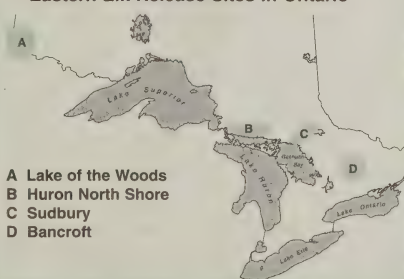 Eastern Elk Release Sites in Ontario
A
Lake Superior
B
C
Georgian
Bay
D
Lake Huron
Lake Ontario
Lake Erie
A Lake of the Woods
B Huron North Shore
C Sudbury
D Bancroft